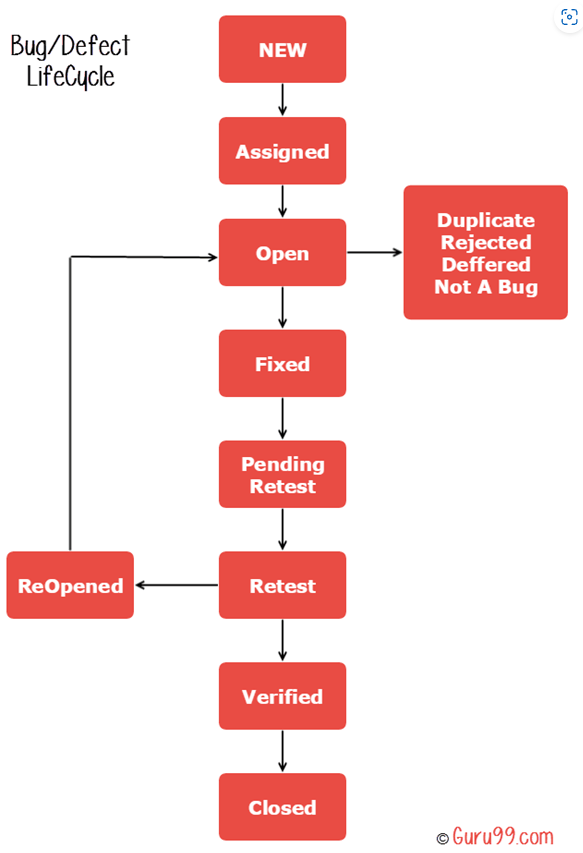 Bug/Defect
LifeCycle
NEW
Assigned
Open
Duplicate
Rejected
Deffered
Not A Bug
Fixed
Pending
Retest
ReOpened
Retest
Verified
Closed
© Guru99.com